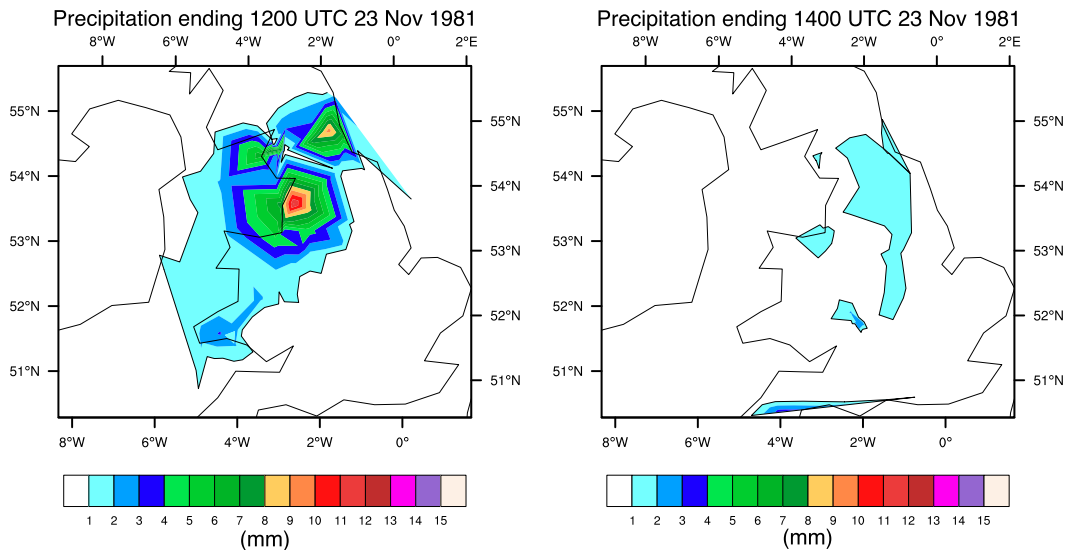 Precipitation ending 1200 UTC 23 Nov 1981
8°W 6°W 4°W 2°W 0° 2°E
55°N
54°N
53°N
52°N
51°N
55°N
54°N
53°N
52°N
51°N
8°W 6°W 4°W 2°W 0°
1 2 3 4 5 6 7 8 9 10 11 12 13 14 15
(mm)
Precipitation ending 1400 UTC 23 Nov 1981
8°W 6°W 4°W 2°W 0° 2°E
55°N
54°N
53°N
52°N
51°N
55°N
54°N
53°N
52°N
51°N
8°W 6°W 4°W 2°W 0°
1 2 3 4 5 6 7 8 9 10 11 12 13 14 15
(mm)